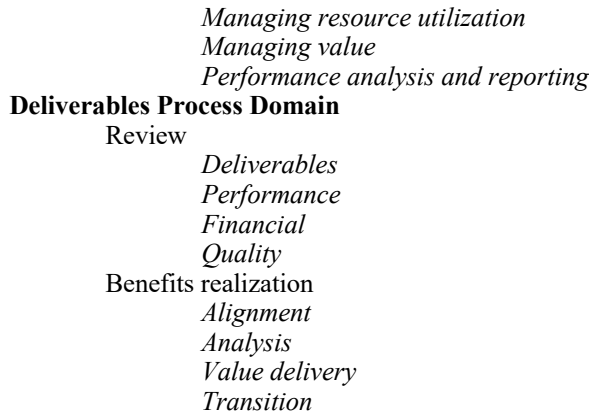 Managing resource utilization
Managing value
Performance analysis and reporting
Deliverables Process Domain
Review
Deliverables
Performance
Financial
Quality
Benefits realization
Alignment
Analysis
Value delivery
Transition